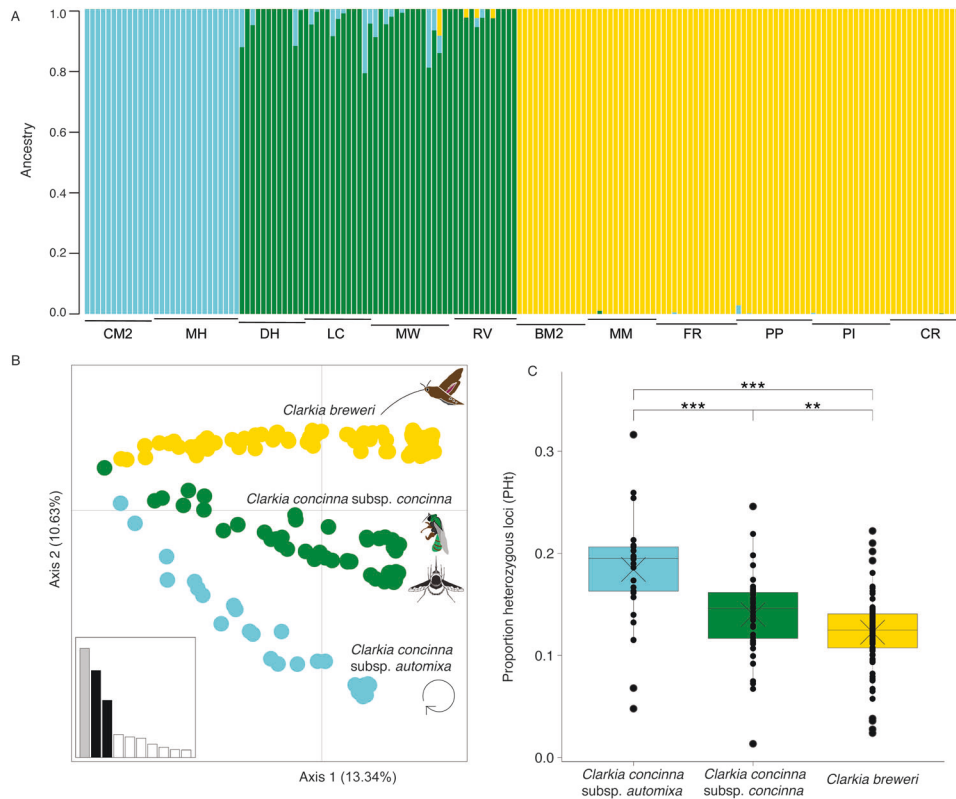 A
Ancestry
1.0
0.8
0.6
0.4
0.2
0.0
CM2 MH DH LC MW RV BM2 MM FR PP PI CR
B
Clarkia breweri
Clarkia concinna subsp. concinna
Clarkia concinna
subsp. automixa
Axis 2 (10.63%)
Axis 1 (13.34%)
C
***
*** **
Proportion heterozygous loci (PHt)
0.3
0.2
0.1
0.0
Clarkia concinna
subsp. automixa
Clarkia concinna
subsp. concinna
Clarkia breweri